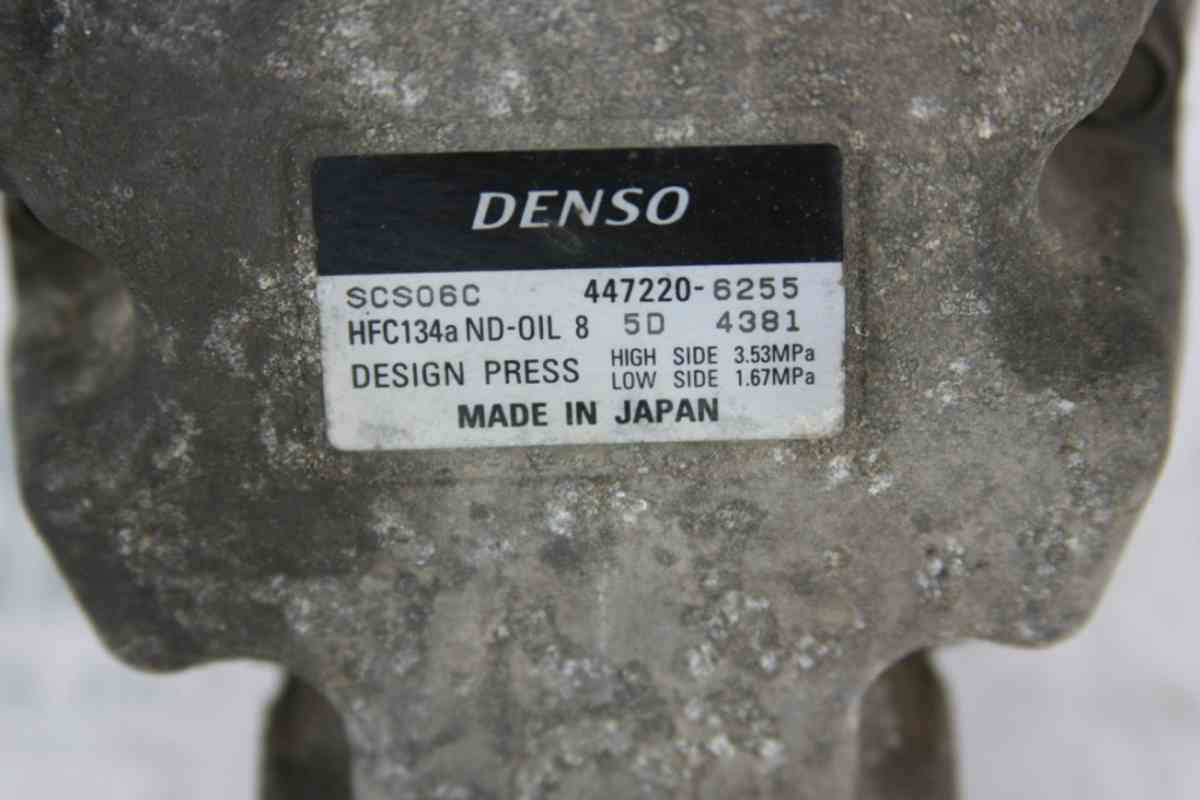 DENSO
SCS06C 447220-6255
HFC134a ND-OIL 8 5D 4381
DESIGN PRESS HIGH SIDE 3.53MPa
LOW SIDE 1.67MPa
MADE IN JAPAN